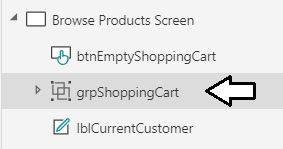 Browse Products Screen
btnEmptyShoppingCart
grpShoppingCart
lblCurrentCustomer